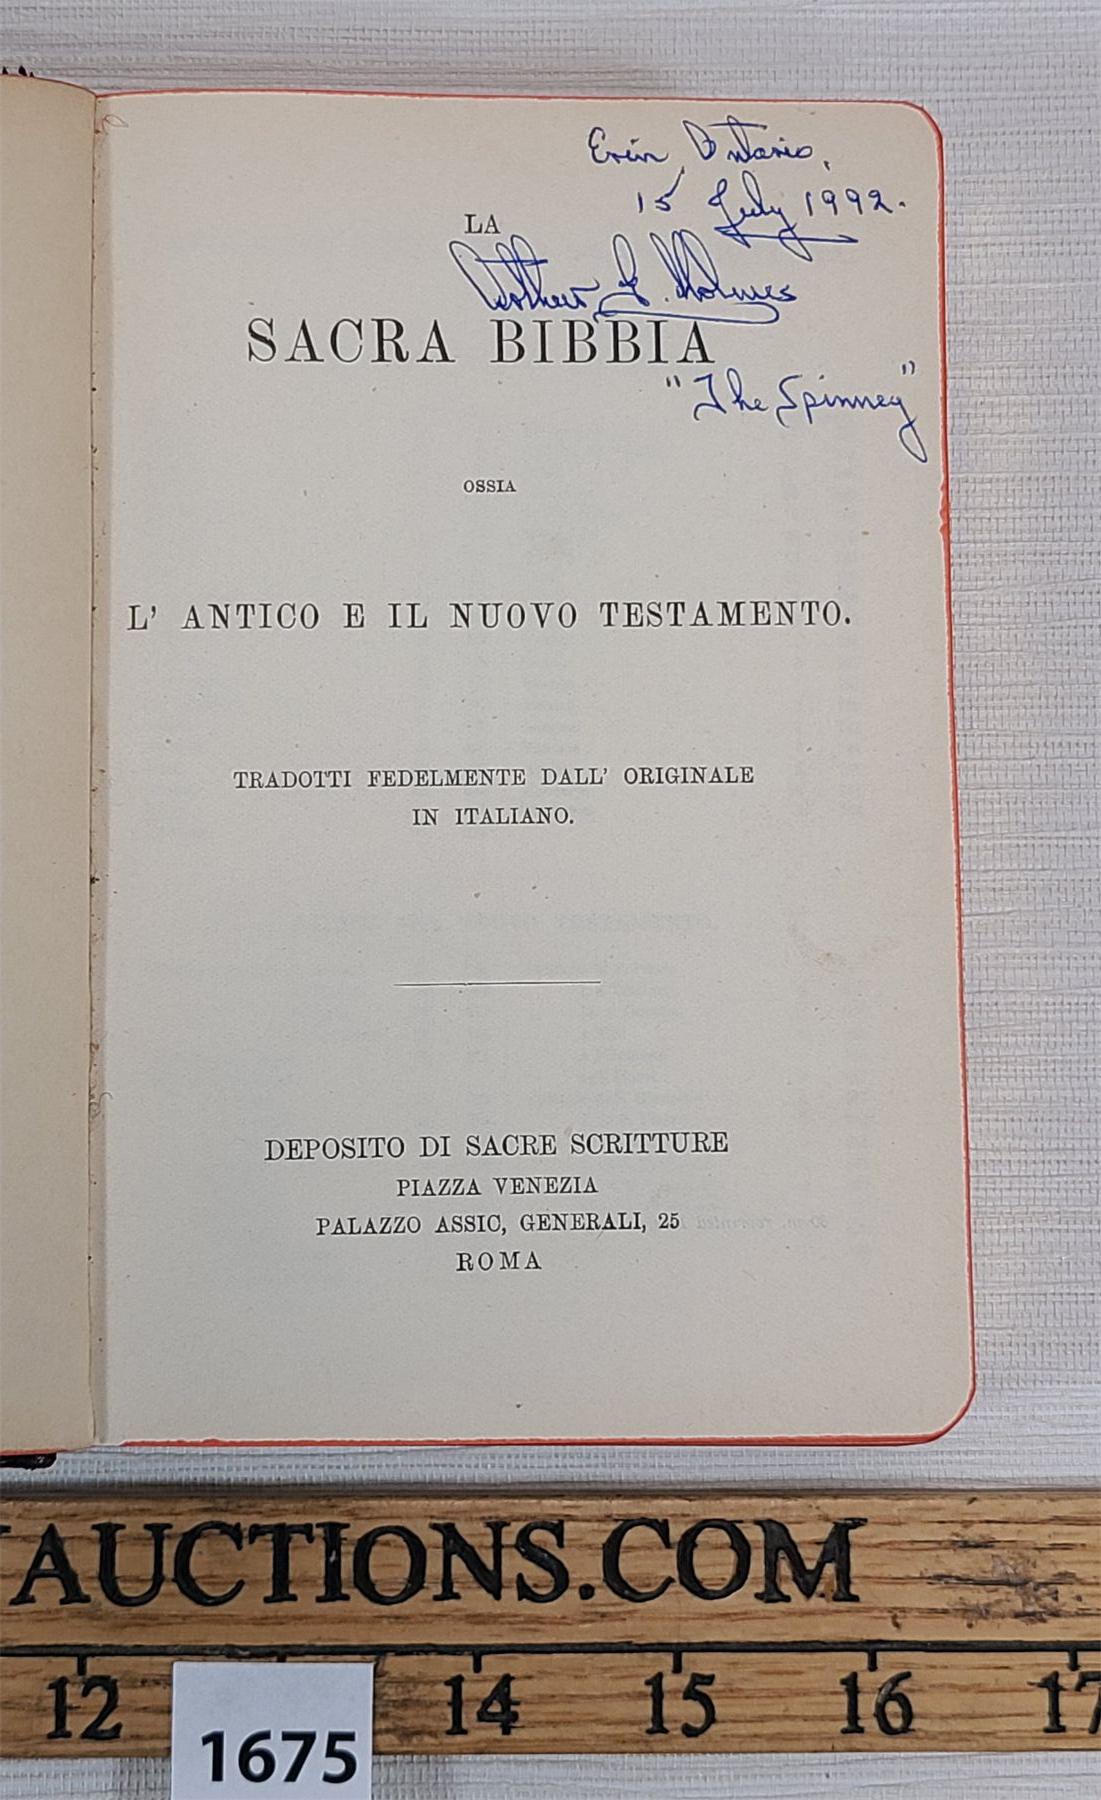 Erin, Ontario,
15 July 1992.
LA
G. Holmes
SACRA BIBBIA
"The Spinney"
OSSIA
L' ANTICO E IL NUOVO TESTAMENTO.
TRADOTTI FEDELMENTE DALL' ORIGINALE
IN ITALIANO.
DEPOSITO DI SACRE SCRITTURE
PIAZZA VENEZIA
PALAZZO ASSIC, GENERALI, 25
ROMA
AUCTIONS.COM
12 14 15 16 17
1675